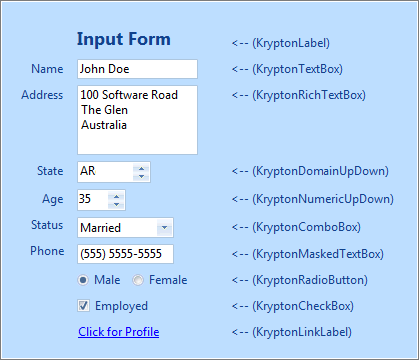 Input Form <-- (KryptonLabel)
Name John Doe <-- (KryptonTextBox)
Address 100 Software Road <-- (KryptonRichTextBox)
The Glen
Australia
State AR <-- (KryptonDomainUpDown)
Age 35 <-- (KryptonNumericUpDown)
Status Married <-- (KryptonComboBox)
Phone (555) 5555-5555 <-- (KryptonMaskedTextBox)
Male Female <-- (KryptonRadioButton)
Employed <-- (KryptonCheckBox)
Click for Profile <-- (KryptonLinkLabel)